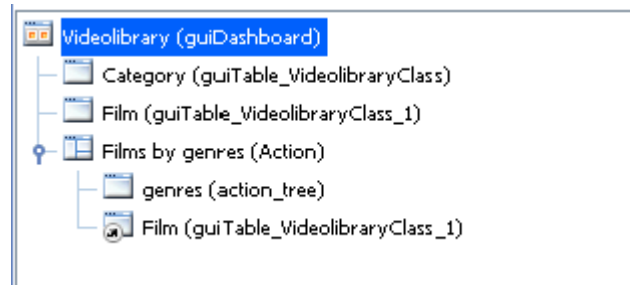 Videolibrary (guiDashboard)
Category (guiTable_VideolibraryClass)
Film (guiTable_VideolibraryClass_1)
Films by genres (Action)
genres (action_tree)
Film (guiTable_VideolibraryClass_1)